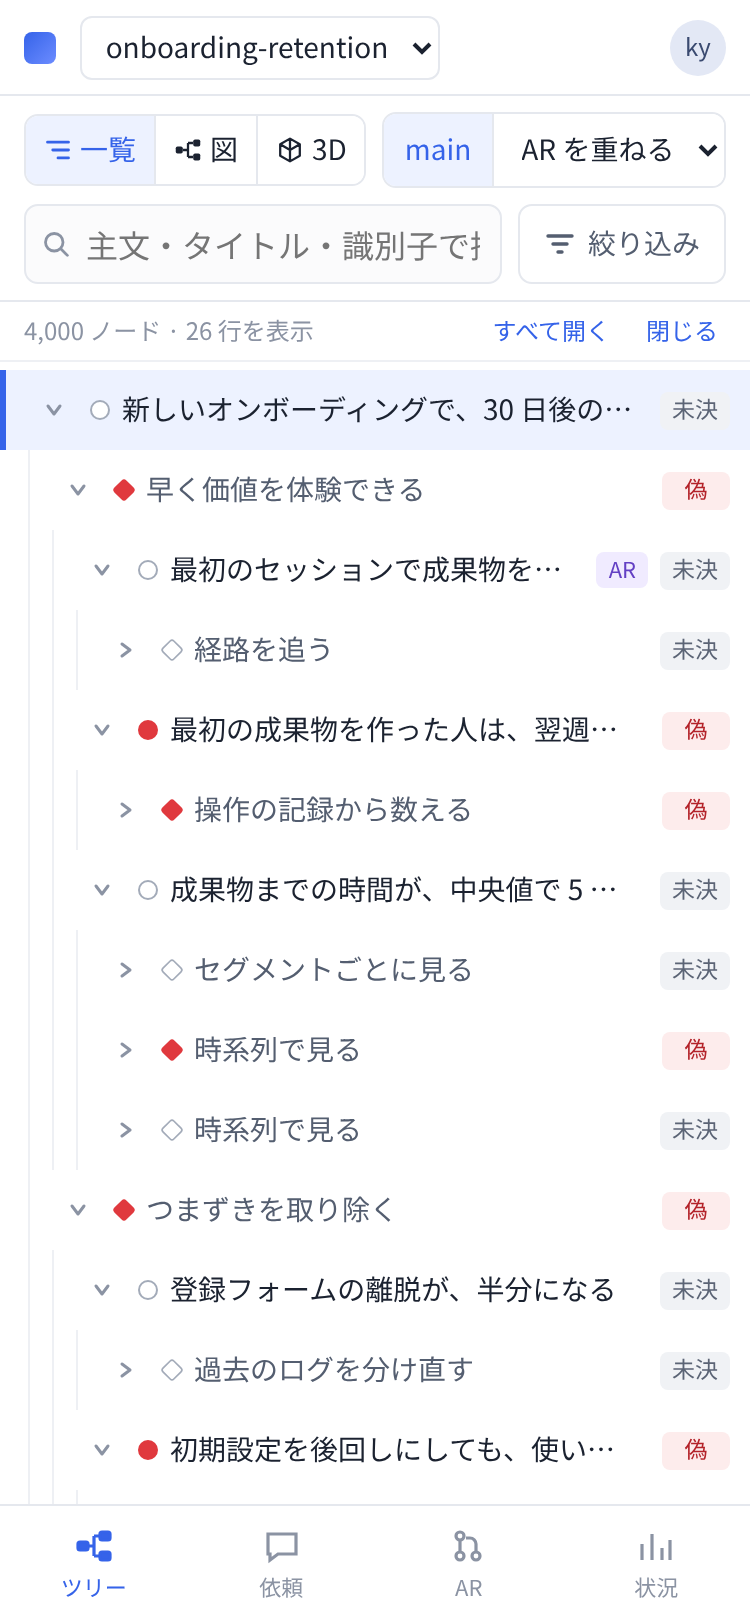 onboarding-retention
ky
一覧
図
3D
main
AR を重ねる
主文・タイトル・識別子で
絞り込み
4,000 ノード · 26 行を表示
すべて開く
閉じる
新しいオンボーディングで、30 日後の… 未決
早く価値を体験できる 偽
最初のセッションで成果物を… AR 未決
経路を追う 未決
最初の成果物を作った人は、翌週… 偽
操作の記録から数える 偽
成果物までの時間が、中央値で 5 … 未決
セグメントごとに見る 未決
時系列で見る 偽
時系列で見る 未決
つまずきを取り除く 偽
登録フォームの離脱が、半分になる 未決
過去のログを分け直す 未決
初期設定を後回しにしても、使い… 偽
ツリー
依頼
AR
状況